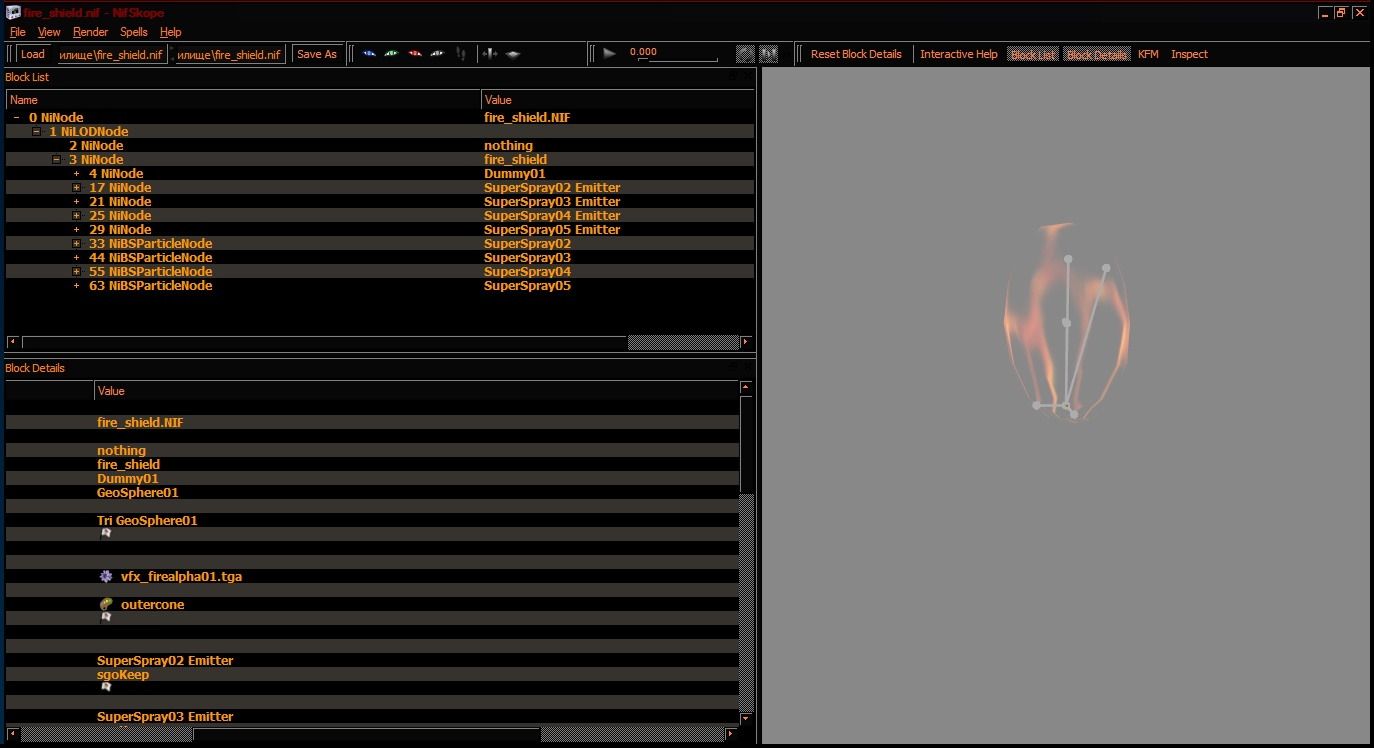 fire_shield.nif - NifSkope
File View Render Spells Help
Load илище\fire_shield.nif илище\fire_shield.nif Save As 0.000 Reset Block Details Interactive Help Block List Block Details KFM Inspect
Block List
Name Value
0 NiNode fire_shield.NIF
1 NiLODNode
2 NiNode nothing
3 NiNode fire_shield
4 NiNode Dummy01
17 NiNode SuperSpray02 Emitter
21 NiNode SuperSpray03 Emitter
25 NiNode SuperSpray04 Emitter
29 NiNode SuperSpray05 Emitter
33 NiBSParticleNode SuperSpray02
44 NiBSParticleNode SuperSpray03
55 NiBSParticleNode SuperSpray04
63 NiBSParticleNode SuperSpray05
Block Details
Value
fire_shield.NIF
nothing
fire_shield
Dummy01
GeoSphere01
Tri GeoSphere01
vfx_firealpha01.tga
outercone
SuperSpray02 Emitter
sgoKeep
SuperSpray03 Emitter